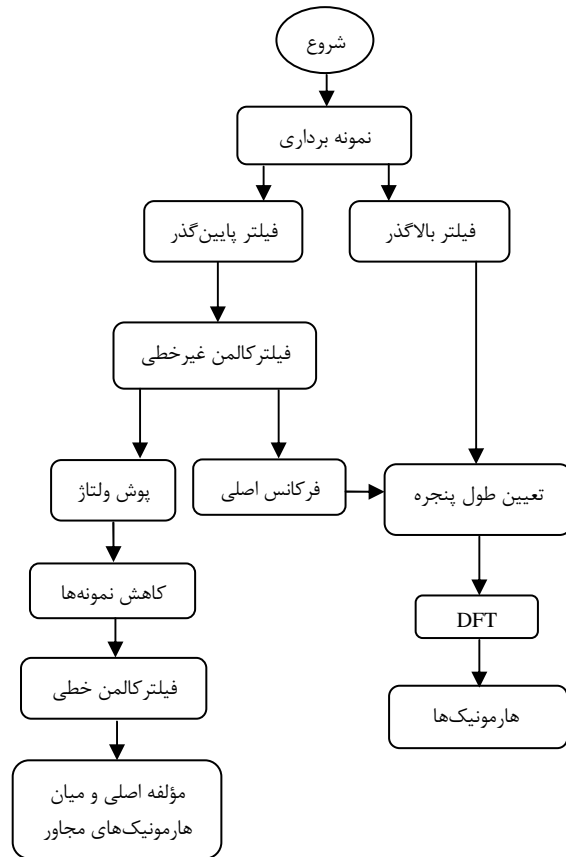 شروع
نمونه برداری
فیلتر پایین‌گذر
فیلتر بالاگذر
فیلترکالمن غیرخطی
پوش ولتاژ
فرکانس اصلی
تعیین طول پنجره
کاهش نمونه‌ها
DFT
فیلترکالمن خطی
هارمونیک‌ها
مؤلفه اصلی و میان
هارمونیک‌های مجاور